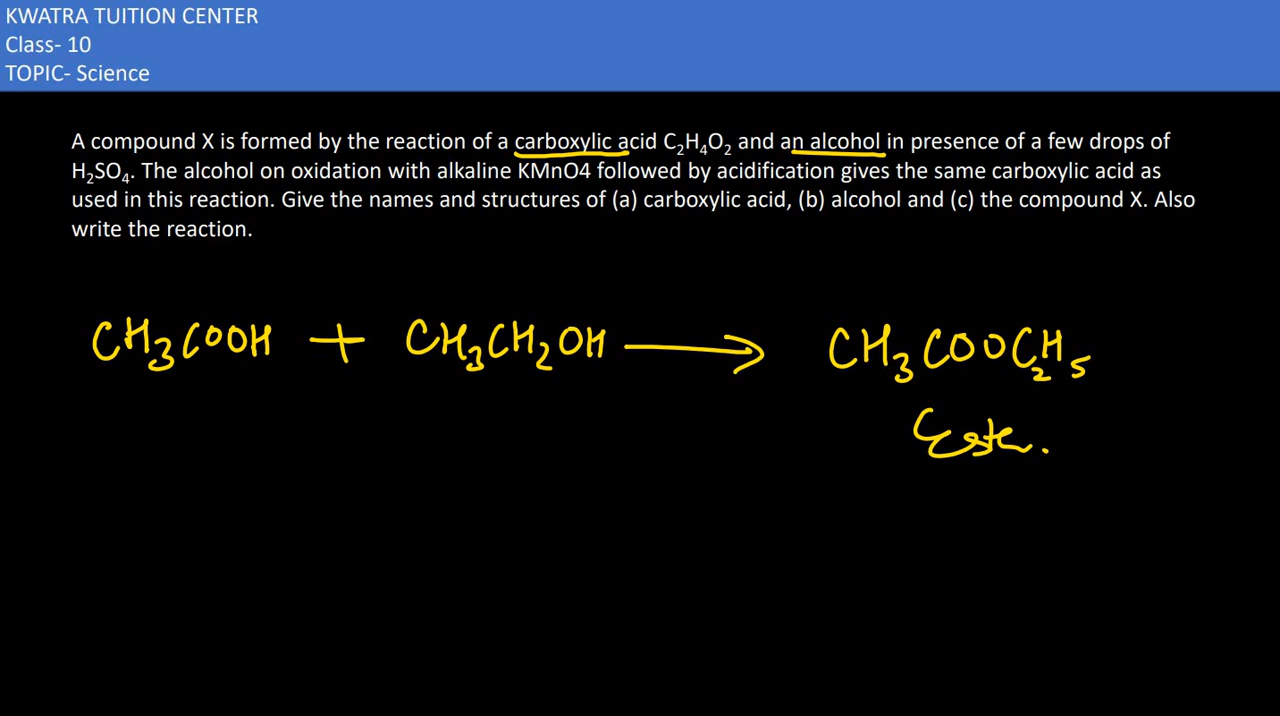 KWATRA TUITION CENTER
Class- 10
TOPIC- Science
A compound X is formed by the reaction of a carboxylic acid C₂H₄O₂ and an alcohol in presence of a few drops of
H₂SO₄. The alcohol on oxidation with alkaline KMnO4 followed by acidification gives the same carboxylic acid as
used in this reaction. Give the names and structures of (a) carboxylic acid, (b) alcohol and (c) the compound X. Also
write the reaction.
CH₃COOH + CH₃CH₂OH ⟶ CH₃COOC₂H₅
Ester.